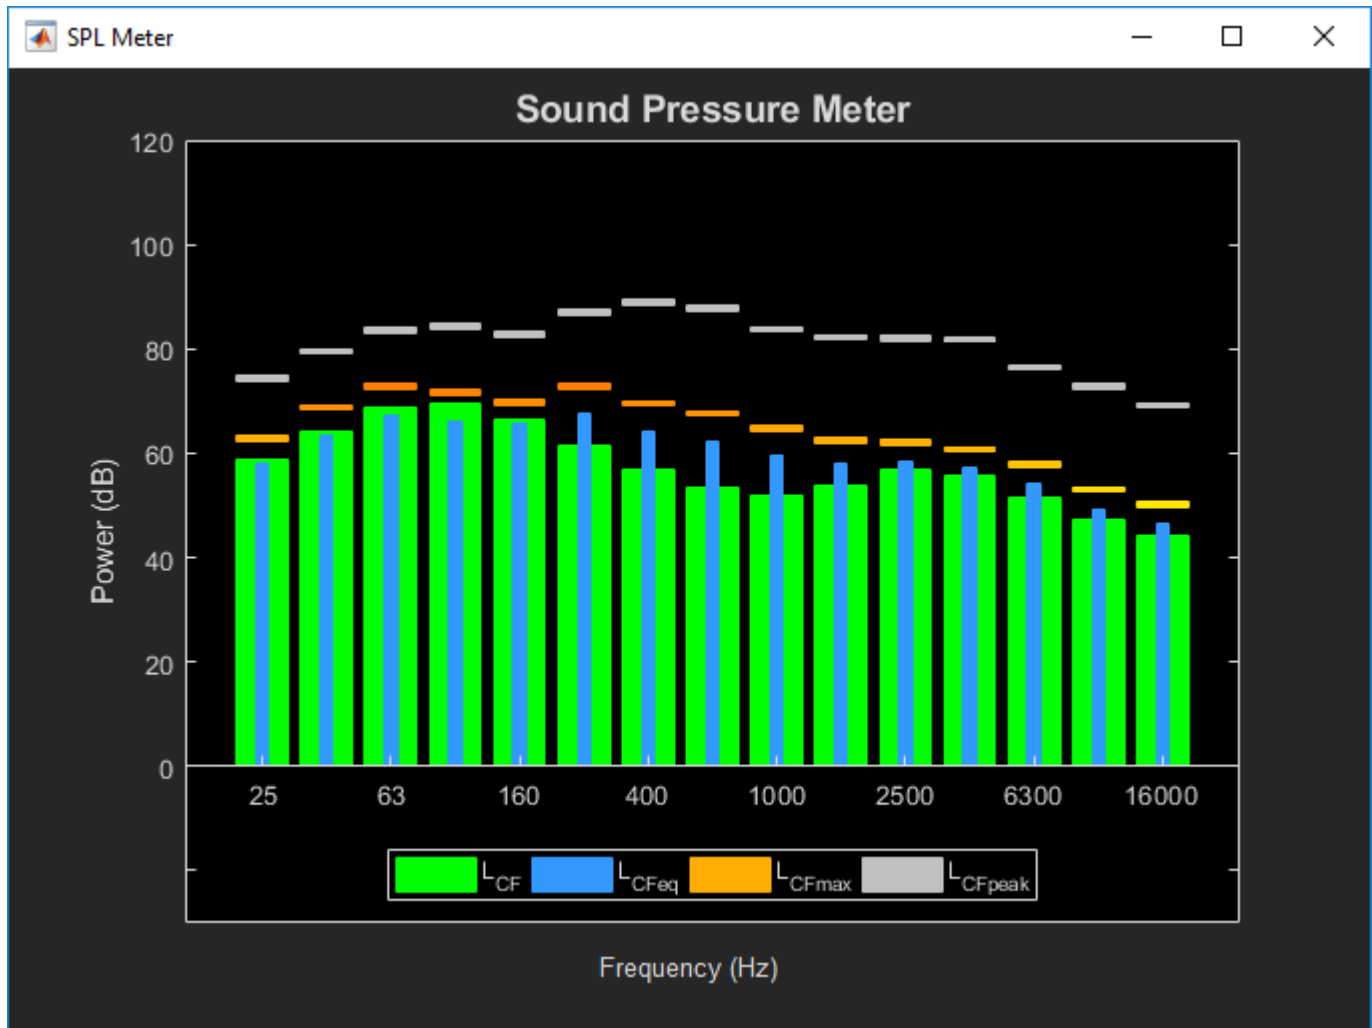 SPL Meter
Sound Pressure Meter
120
100
80
60
40
20
0
Power (dB)
25 63 160 400 1000 2500 6300 16000
LCF LCFeq LCFmax LCFpeak
Frequency (Hz)